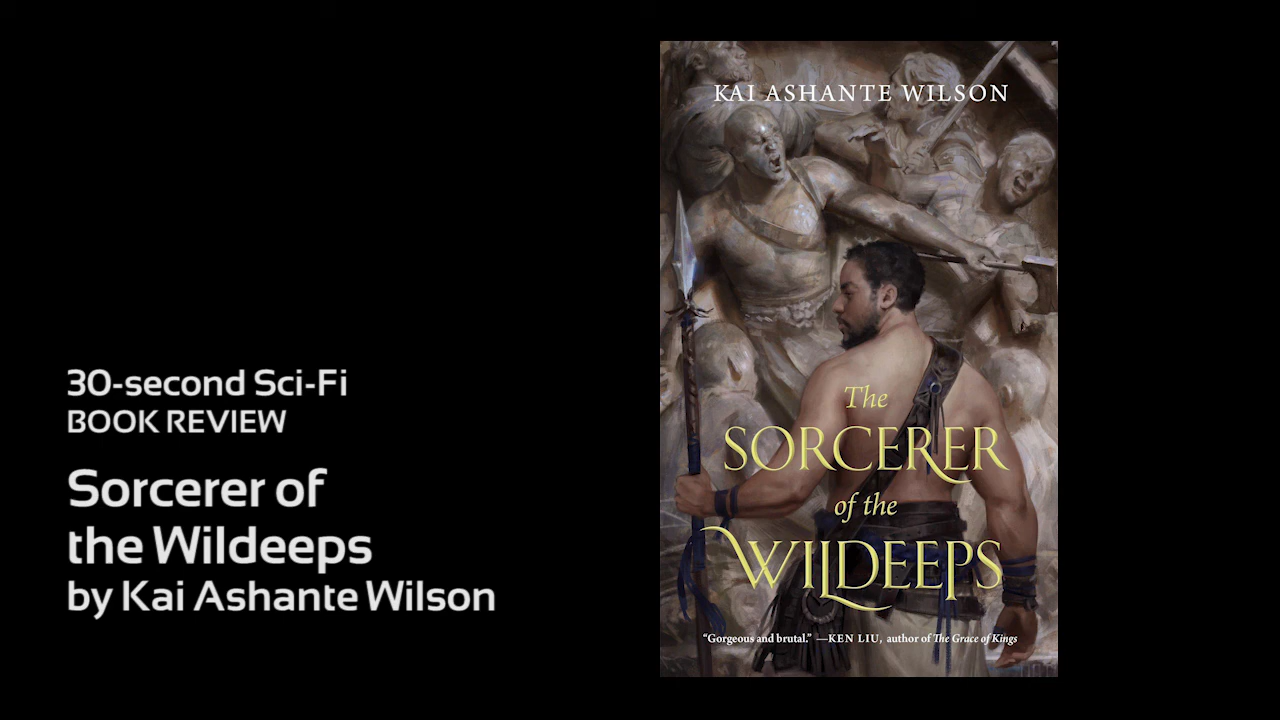 30-second Sci-Fi
BOOK REVIEW
Sorcerer of
the Wildeeps
by Kai Ashante Wilson
KAI ASHANTE WILSON
The
SORCERER
of the
WILDEEPS
“Gorgeous and brutal.” —KEN LIU, author of The Grace of Kings